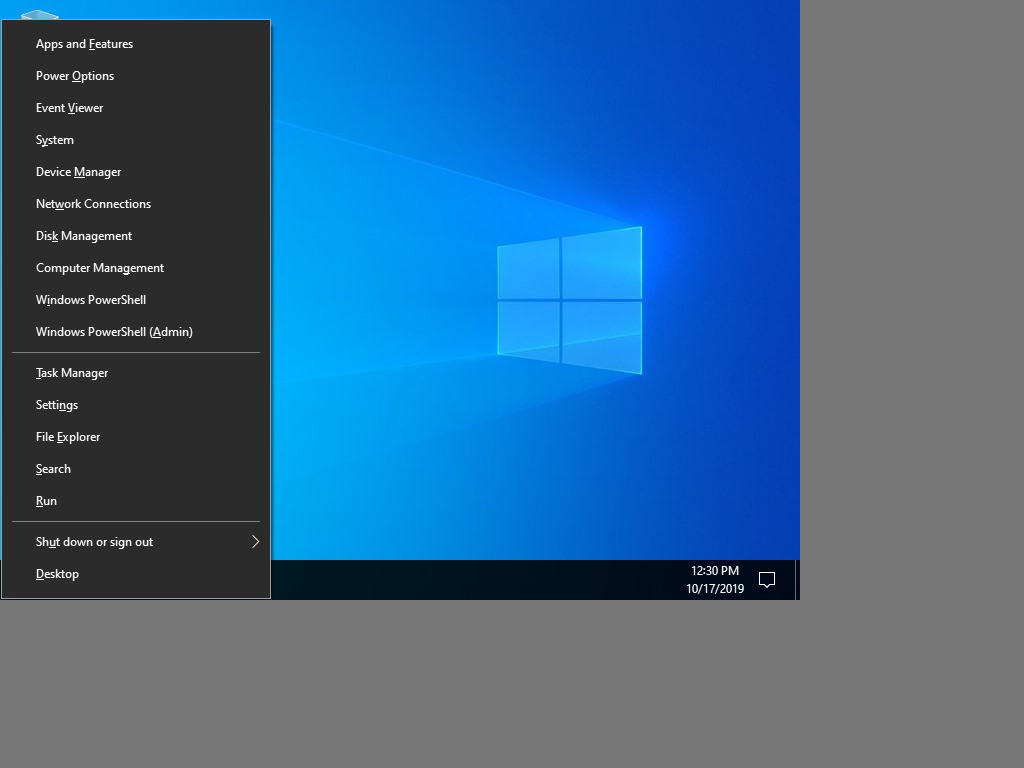 Apps and Features
Power Options
Event Viewer
System
Device Manager
Network Connections
Disk Management
Computer Management
Windows PowerShell
Windows PowerShell (Admin)
Task Manager
Settings
File Explorer
Search
Run
Shut down or sign out
Desktop
12:30 PM
10/17/2019